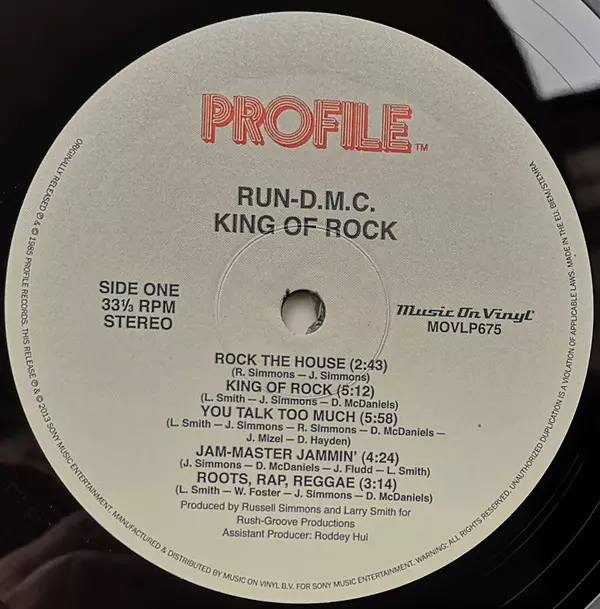 PROFILE™
RUN-D.M.C.
KING OF ROCK
SIDE ONE
33⅓ RPM
STEREO
Music On Vinyl
MOVLP675
ROCK THE HOUSE (2:43)
(R. Simmons — J. Simmons)
KING OF ROCK (5:12)
(L. Smith — J. Simmons — D. McDaniels)
YOU TALK TOO MUCH (5:58)
(L. Smith — J. Simmons — R. Simmons — D. McDaniels —
J. Mizel — D. Hayden)
JAM-MASTER JAMMIN' (4:24)
(J. Simmons — D. McDaniels — J. Fludd — L. Smith)
ROOTS, RAP, REGGAE (3:14)
(L. Smith — W. Foster — J. Simmons — D. McDaniels)
Produced by Russell Simmons and Larry Smith for
Rush-Groove Productions
Assistant Producer: Roddey Hui
ORIGINALLY RELEASED ℗ & © 1985 PROFILE RECORDS. THIS RELEASE ℗ & © 2013 SONY MUSIC ENTERTAINMENT. MANUFACTURED & DISTRIBUTED BY MUSIC ON VINYL B.V. FOR SONY MUSIC ENTERTAINMENT. WARNING: ALL RIGHTS RESERVED. UNAUTHORIZED DUPLICATION IS A VIOLATION OF APPLICABLE LAWS. MADE IN THE EU. BIEM/STEMRA.